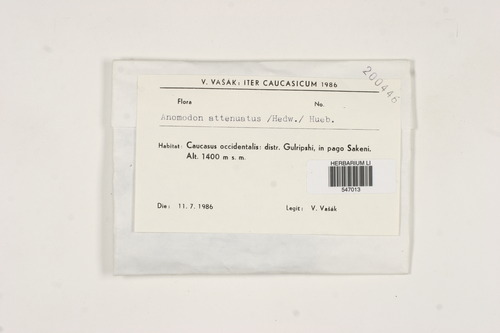 V. VAŠÁK: ITER CAUCASICUM 1986
200446
Flora No.
Anomodon attenuatus /Hedw./ Hueb.
Habitat: Caucasus occidentalis: distr. Gulripshi, in pago Sakeni.
Alt. 1400 m s. m.
HERBARIUM LI
547013
Die: 11. 7. 1986 Legit: V. Vašák